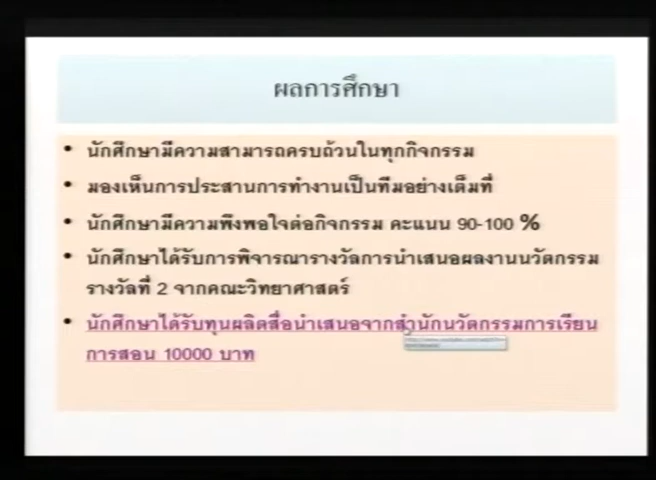 ผลการศึกษา
• นักศึกษามีความสามารถครบถ้วนในทุกกิจกรรม
• มองเห็นการประสานการทำงานเป็นทีมอย่างเต็มที่
• นักศึกษามีความพึงพอใจต่อกิจกรรม คะแนน 90-100 %
• นักศึกษาได้รับการพิจารณารางวัลการนำเสนอผลงานนวัตกรรม
รางวัลที่ 2 จากคณะวิทยาศาสตร์
• นักศึกษาได้รับทุนผลิตสื่อนำเสนอจากสำนักนวัตกรรมการเรียน
การสอน 10000 บาท